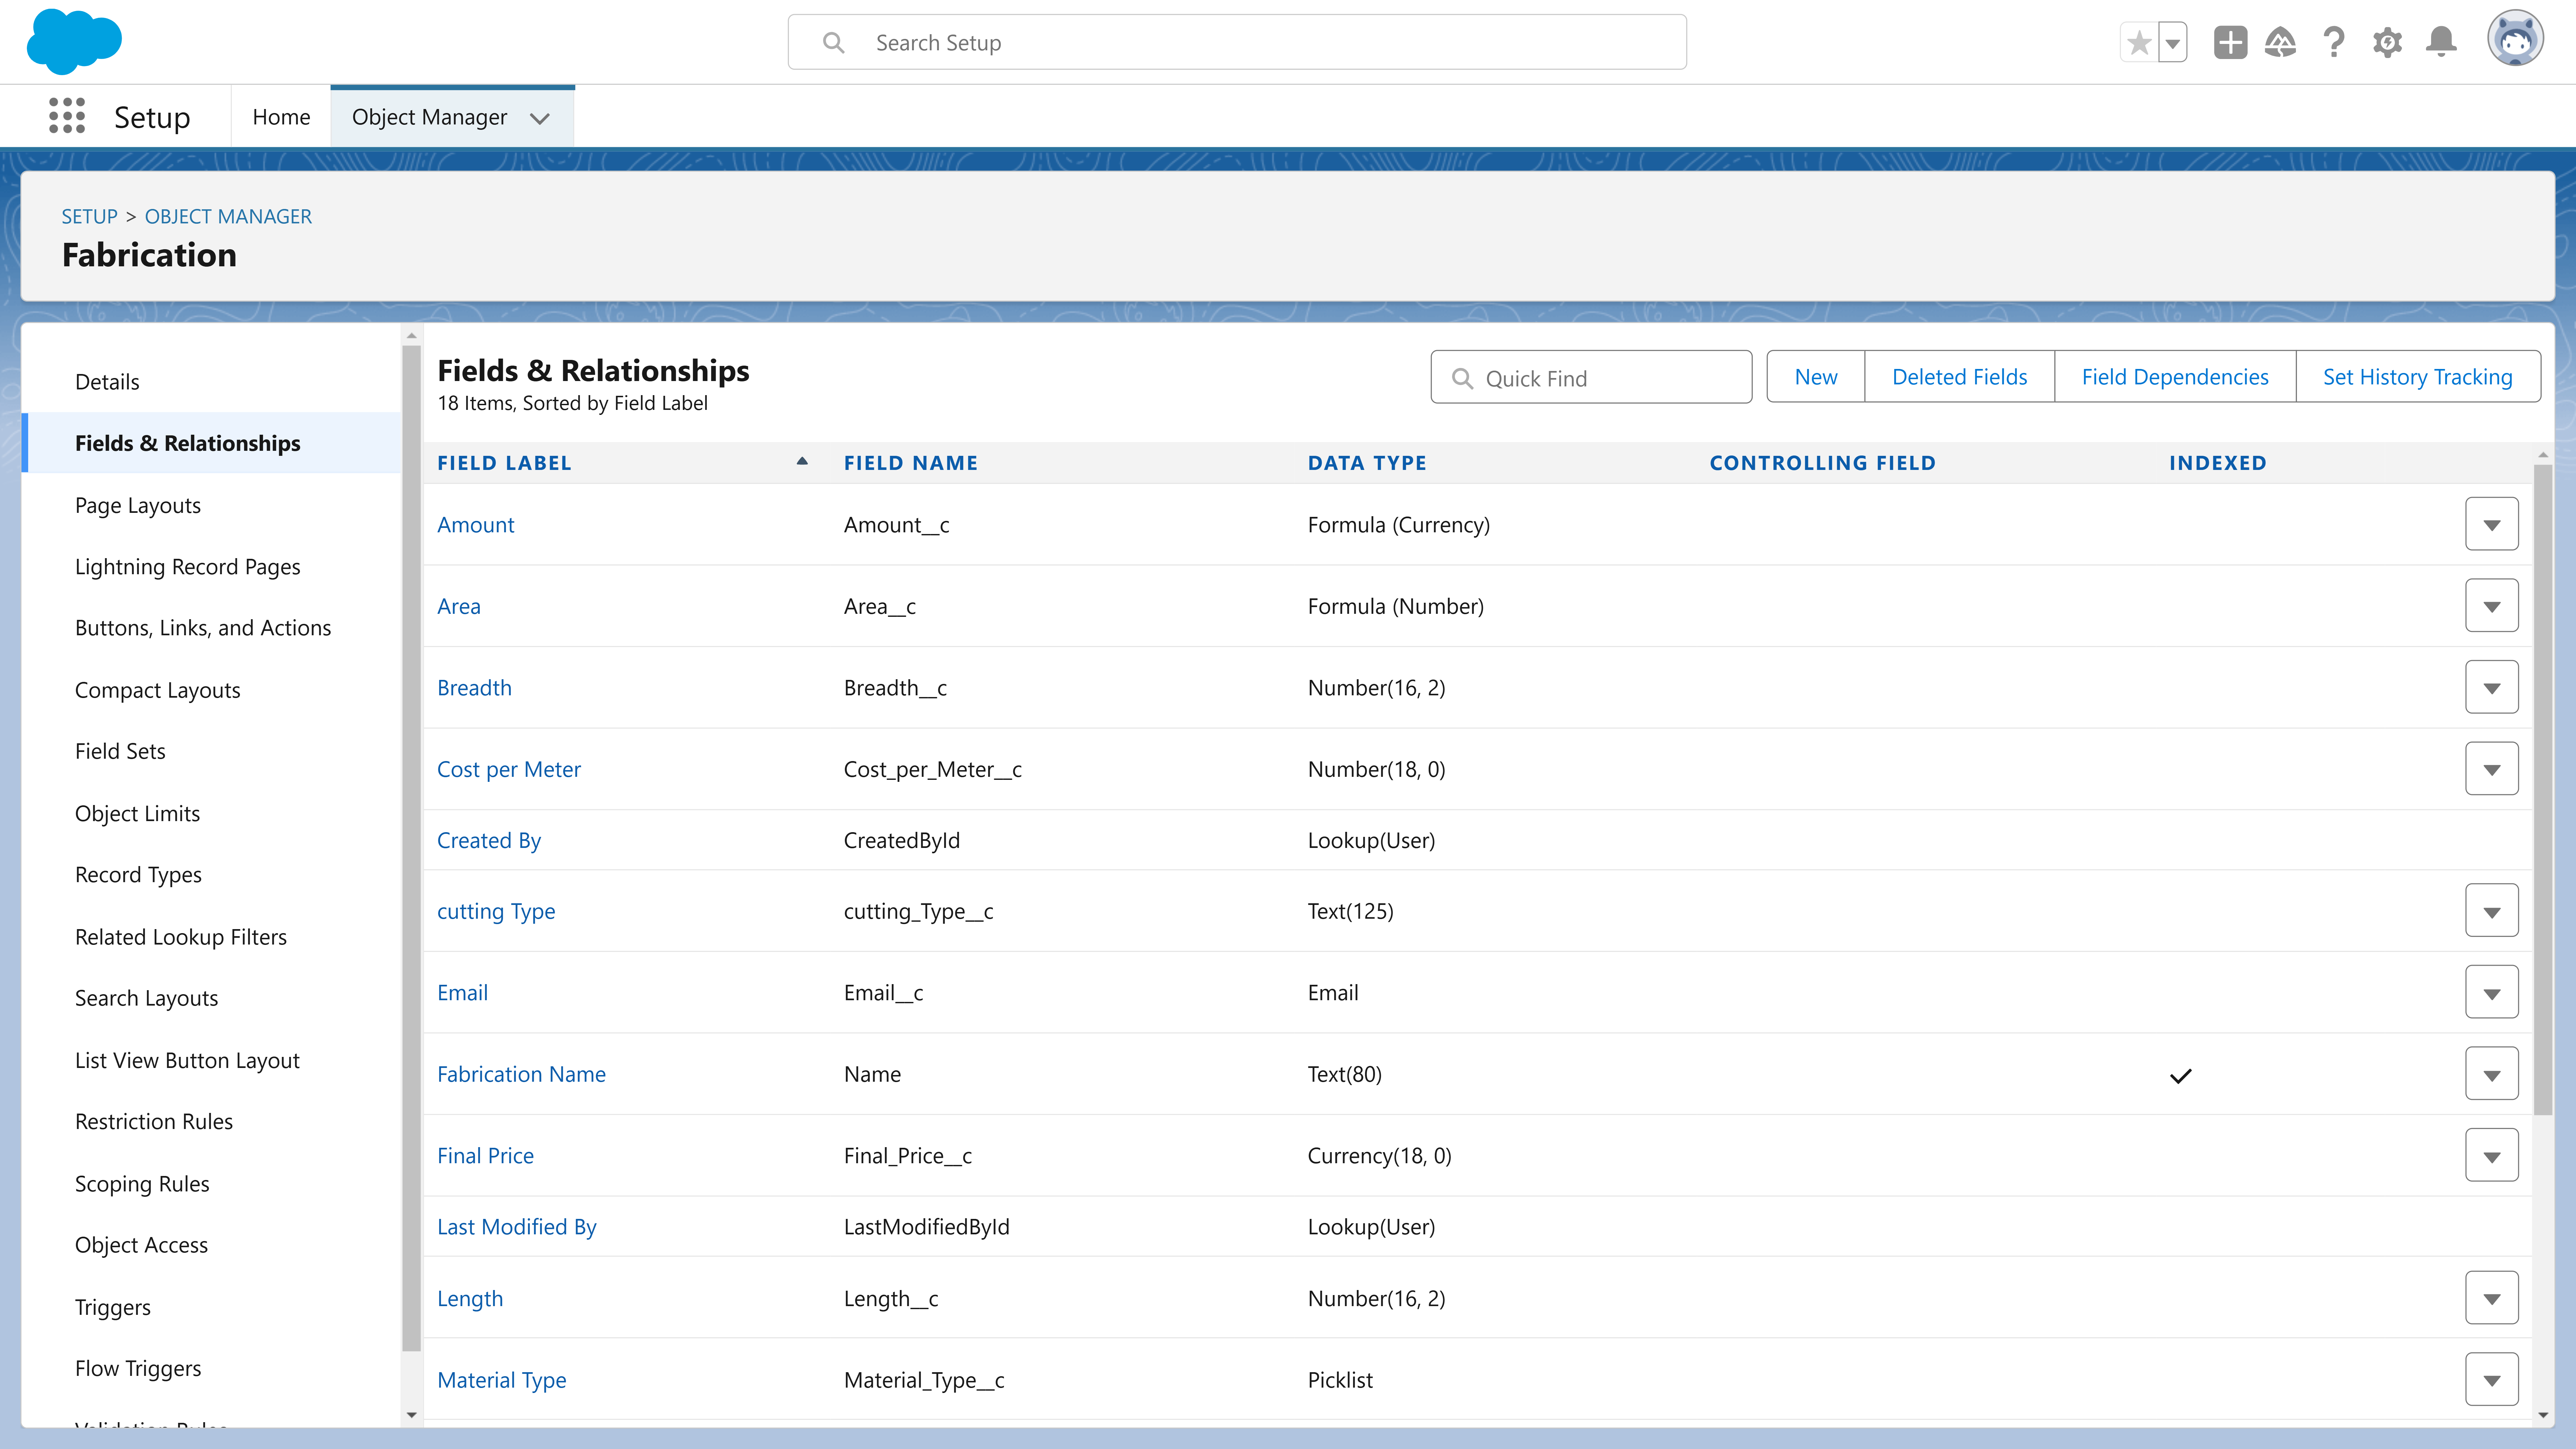 Search Setup
Setup
Home
Object Manager
SETUP > OBJECT MANAGER
Fabrication
Details
Fields & Relationships
Page Layouts
Lightning Record Pages
Buttons, Links, and Actions
Compact Layouts
Field Sets
Object Limits
Record Types
Related Lookup Filters
Search Layouts
List View Button Layout
Restriction Rules
Scoping Rules
Object Access
Triggers
Flow Triggers
Fields & Relationships
18 Items, Sorted by Field Label
Quick Find
New
Deleted Fields
Field Dependencies
Set History Tracking
FIELD LABEL FIELD NAME DATA TYPE CONTROLLING FIELD INDEXED
Amount Amount__c Formula (Currency)
Area Area__c Formula (Number)
Breadth Breadth__c Number(16, 2)
Cost per Meter Cost_per_Meter__c Number(18, 0)
Created By CreatedById Lookup(User)
cutting Type cutting_Type__c Text(125)
Email Email__c Email
Fabrication Name Name Text(80)
Final Price Final_Price__c Currency(18, 0)
Last Modified By LastModifiedById Lookup(User)
Length Length__c Number(16, 2)
Material Type Material_Type__c Picklist